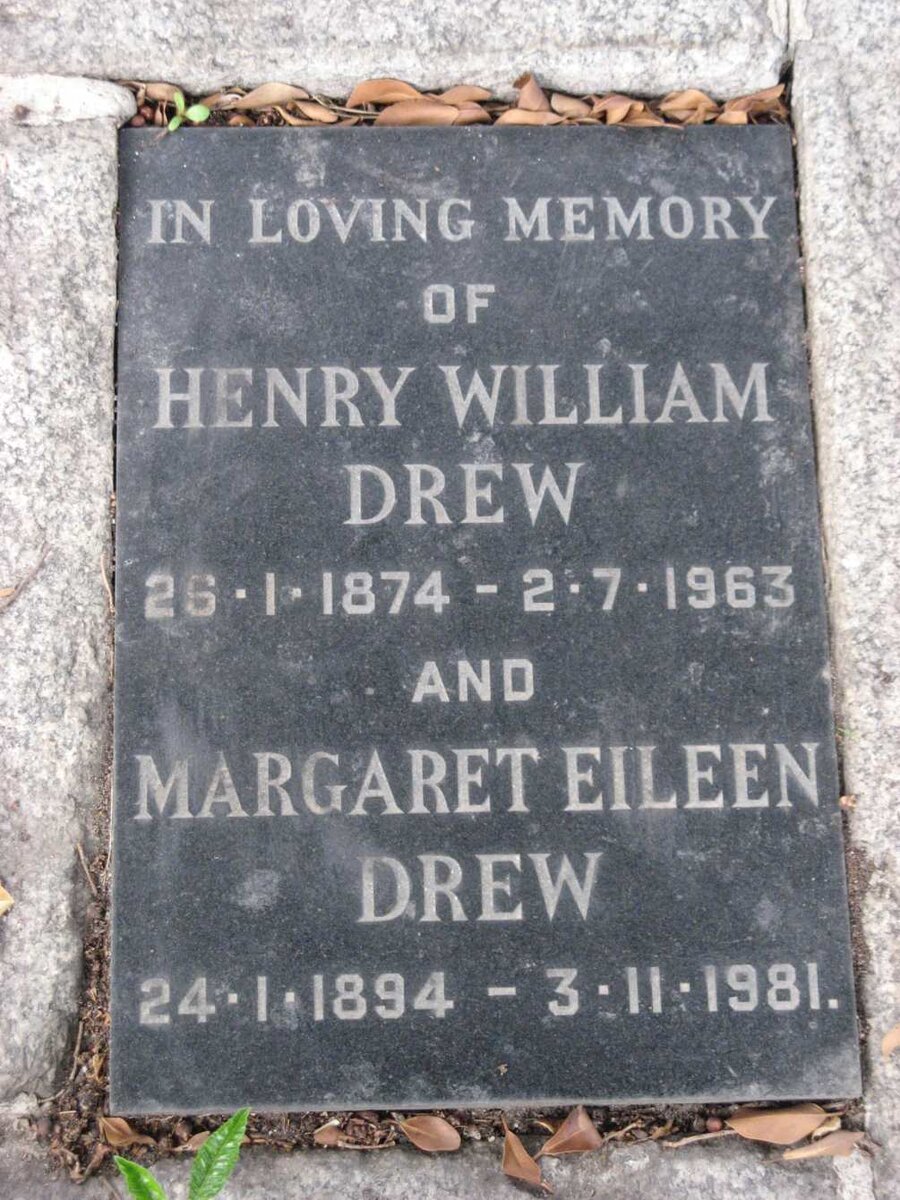 IN LOVING MEMORY
OF
HENRY WILLIAM
DREW
26·1·1874 – 2·7·1963
AND
MARGARET EILEEN
DREW
24·1·1894 – 3·11·1981.